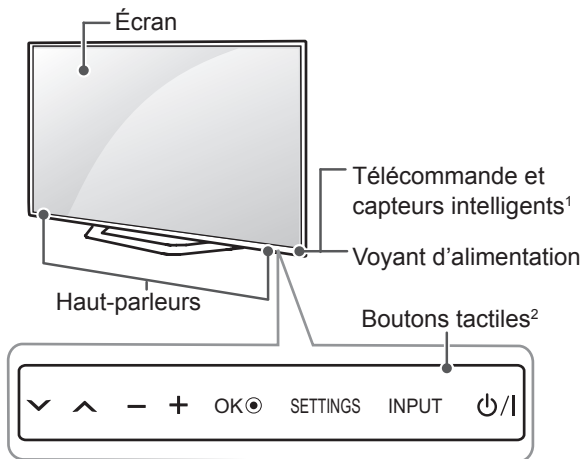 Écran
Télécommande et
capteurs intelligents¹
Voyant d’alimentation
Haut-parleurs
Boutons tactiles²
− + OK◉ SETTINGS INPUT ⏻/I